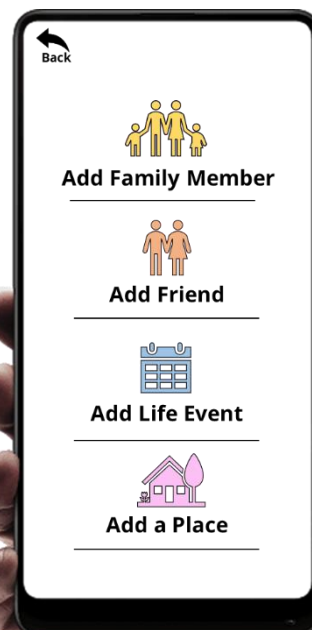 Back
Add Family Member
Add Friend
Add Life Event
Add a Place